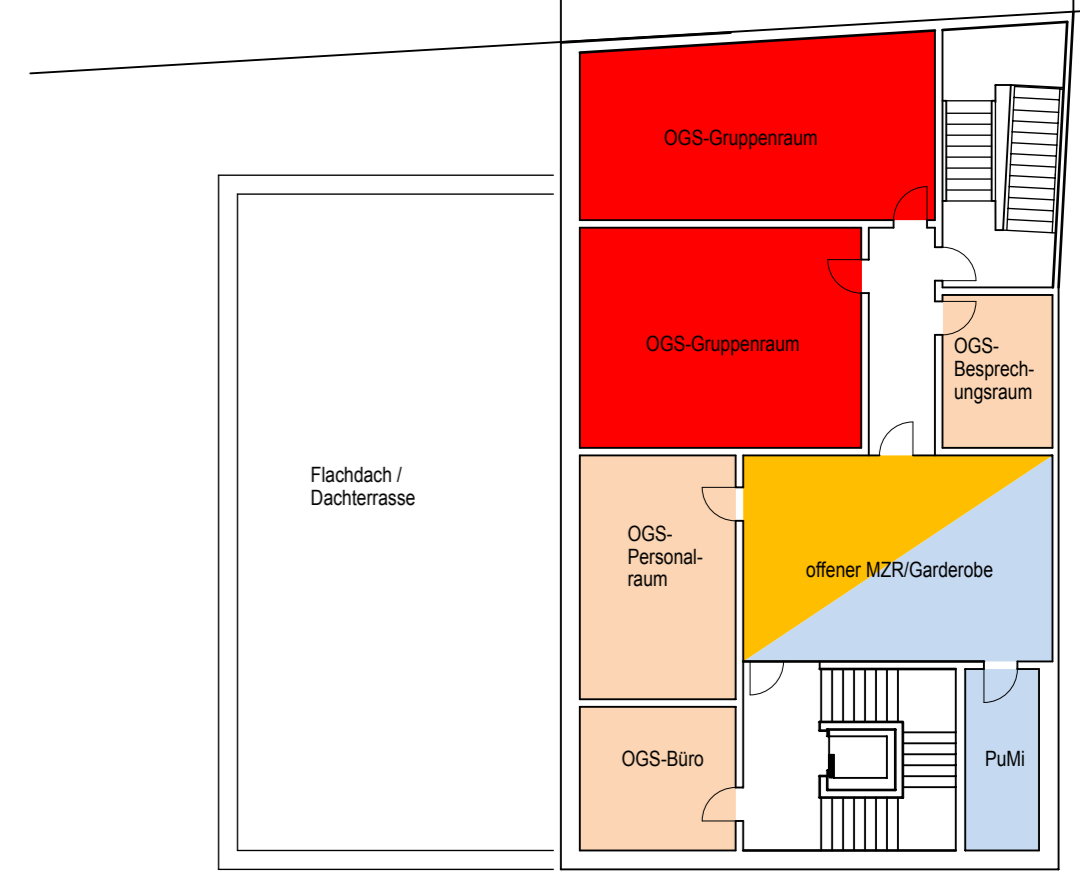 OGS-Gruppenraum
OGS-Gruppenraum
OGS-
Besprech-
ungsraum
Flachdach /
Dachterrasse
OGS-
Personal-
raum
offener MZR/Garderobe
OGS-Büro
PuMi